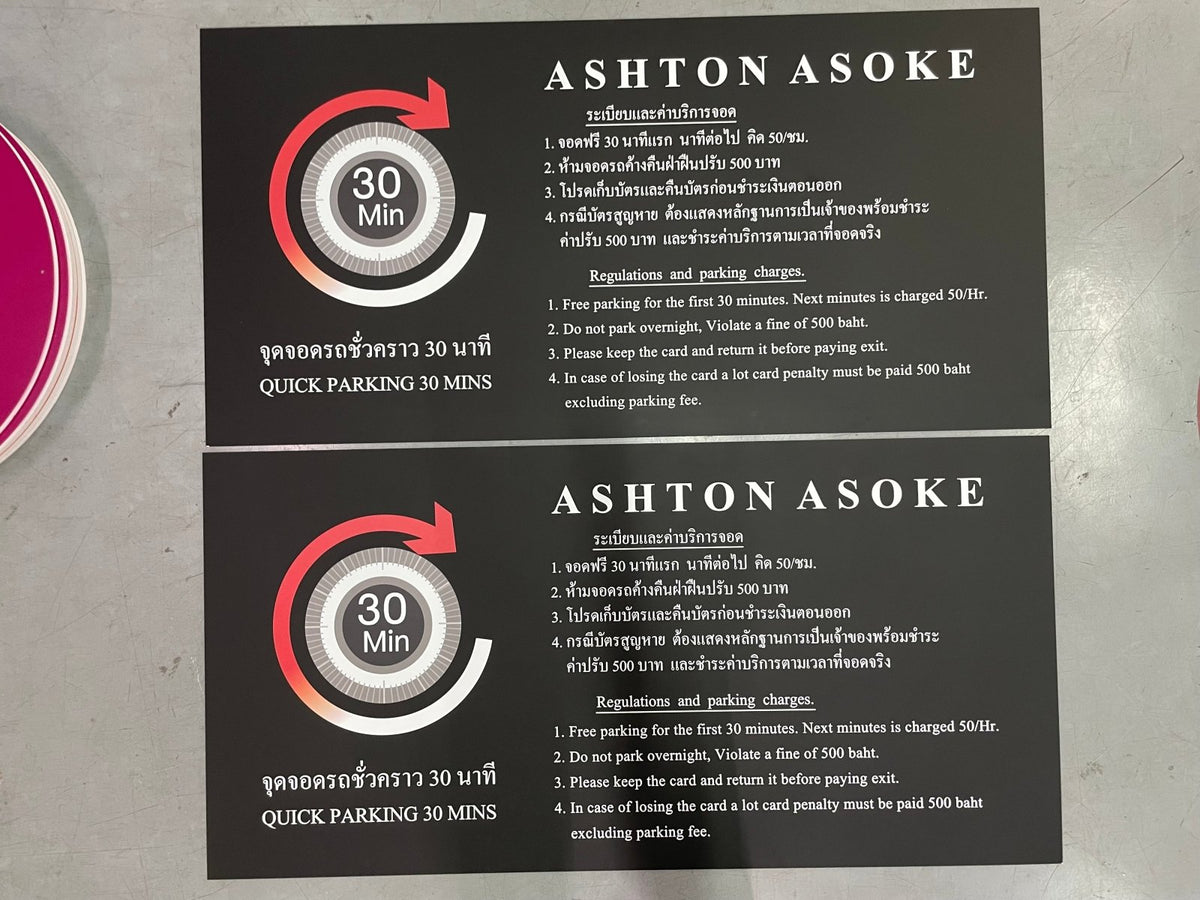 ASHTON ASOKE
ระเบียบและค่าบริการจอด
1. จอดฟรี 30 นาทีแรก นาทีต่อไป คิด 50/ชม.
2. ห้ามจอดรถค้างคืนฝ่าฝืนปรับ 500 บาท
3. โปรดเก็บบัตรและคืนบัตรก่อนชำระเงินตอนออก
4. กรณีบัตรสูญหาย ต้องแสดงหลักฐานการเป็นเจ้าของพร้อมชำระ
ค่าปรับ 500 บาท และชำระค่าบริการตามเวลาที่จอดจริง
Regulations and parking charges.
1. Free parking for the first 30 minutes. Next minutes is charged 50/Hr.
2. Do not park overnight, Violate a fine of 500 baht.
3. Please keep the card and return it before paying exit.
4. In case of losing the card a lot card penalty must be paid 500 baht
excluding parking fee.
30
Min
จุดจอดรถชั่วคราว 30 นาที
QUICK PARKING 30 MINS
ASHTON ASOKE
ระเบียบและค่าบริการจอด
1. จอดฟรี 30 นาทีแรก นาทีต่อไป คิด 50/ชม.
2. ห้ามจอดรถค้างคืนฝ่าฝืนปรับ 500 บาท
3. โปรดเก็บบัตรและคืนบัตรก่อนชำระเงินตอนออก
4. กรณีบัตรสูญหาย ต้องแสดงหลักฐานการเป็นเจ้าของพร้อมชำระ
ค่าปรับ 500 บาท และชำระค่าบริการตามเวลาที่จอดจริง
Regulations and parking charges.
1. Free parking for the first 30 minutes. Next minutes is charged 50/Hr.
2. Do not park overnight, Violate a fine of 500 baht.
3. Please keep the card and return it before paying exit.
4. In case of losing the card a lot card penalty must be paid 500 baht
excluding parking fee.
30
Min
จุดจอดรถชั่วคราว 30 นาที
QUICK PARKING 30 MINS